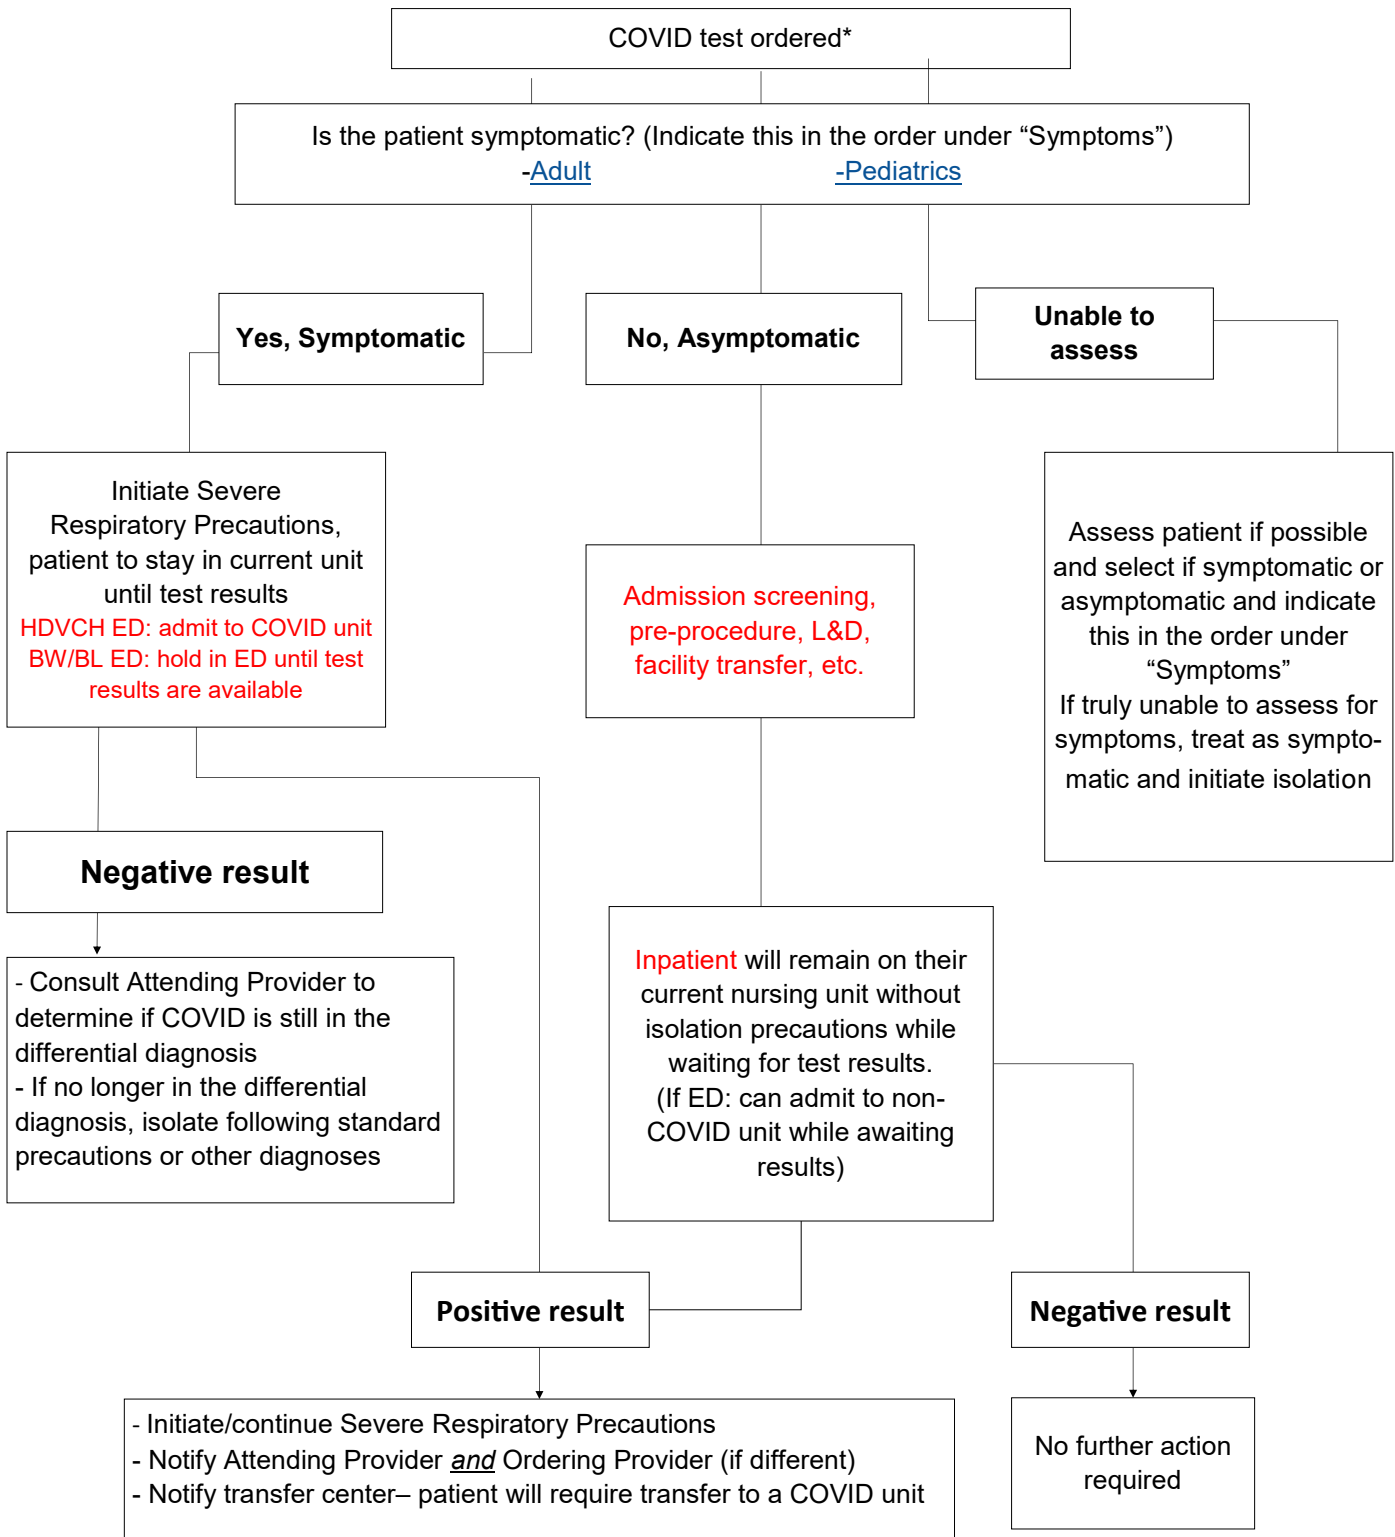 COVID test ordered*
Is the patient symptomatic? (Indicate this in the order under “Symptoms”)
-Adult -Pediatrics
Yes, Symptomatic
No, Asymptomatic
Unable to
assess
Initiate Severe
Respiratory Precautions,
patient to stay in current unit
until test results
HDVCH ED: admit to COVID unit
BW/BL ED: hold in ED until test
results are available
Admission screening,
pre-procedure, L&D,
facility transfer, etc.
Assess patient if possible
and select if symptomatic or
asymptomatic and indicate
this in the order under
“Symptoms”
If truly unable to assess for
symptoms, treat as sympto-
matic and initiate isolation
Negative result
- Consult Attending Provider to
determine if COVID is still in the
differential diagnosis
- If no longer in the differential
diagnosis, isolate following standard
precautions or other diagnoses
Inpatient will remain on their
current nursing unit without
isolation precautions while
waiting for test results.
(If ED: can admit to non-
COVID unit while awaiting
results)
Positive result
Negative result
- Initiate/continue Severe Respiratory Precautions
- Notify Attending Provider and Ordering Provider (if different)
- Notify transfer center– patient will require transfer to a COVID unit
No further action
required